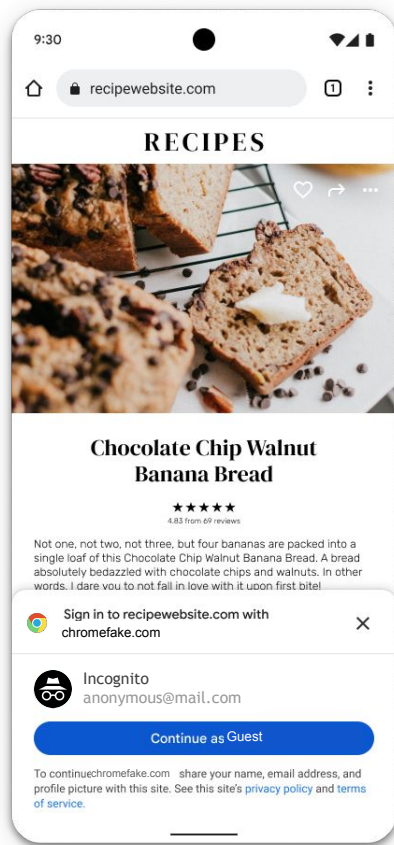 9:30
recipewebsite.com
1
RECIPES
Chocolate Chip Walnut
Banana Bread
★★★★★
4.83 from 69 reviews
Not one, not two, not three, but four bananas are packed into a
single loaf of this Chocolate Chip Walnut Banana Bread. A bread
absolutely bedazzled with chocolate chips and walnuts. In other
words, I dare you to not fall in love with it upon first bite!
Sign in to recipewebsite.com with
chromefake.com
Incognito
anonymous@mail.com
Continue as Guest
To continuechromefake.com share your name, email address, and
profile picture with this site. See this site's privacy policy and terms
of service.